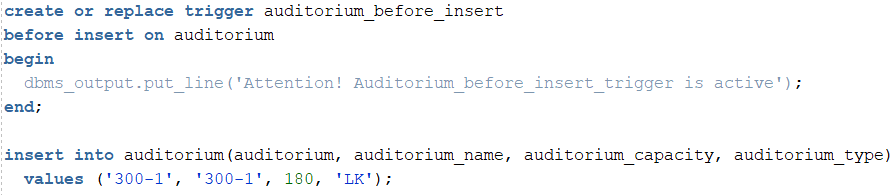 create or replace trigger auditorium_before_insert
before insert on auditorium
begin
  dbms_output.put_line('Attention! Auditorium_before_insert_trigger is active');
end;

insert into auditorium(auditorium, auditorium_name, auditorium_capacity, auditorium_type)
  values ('300-1', '300-1', 180, 'LK');